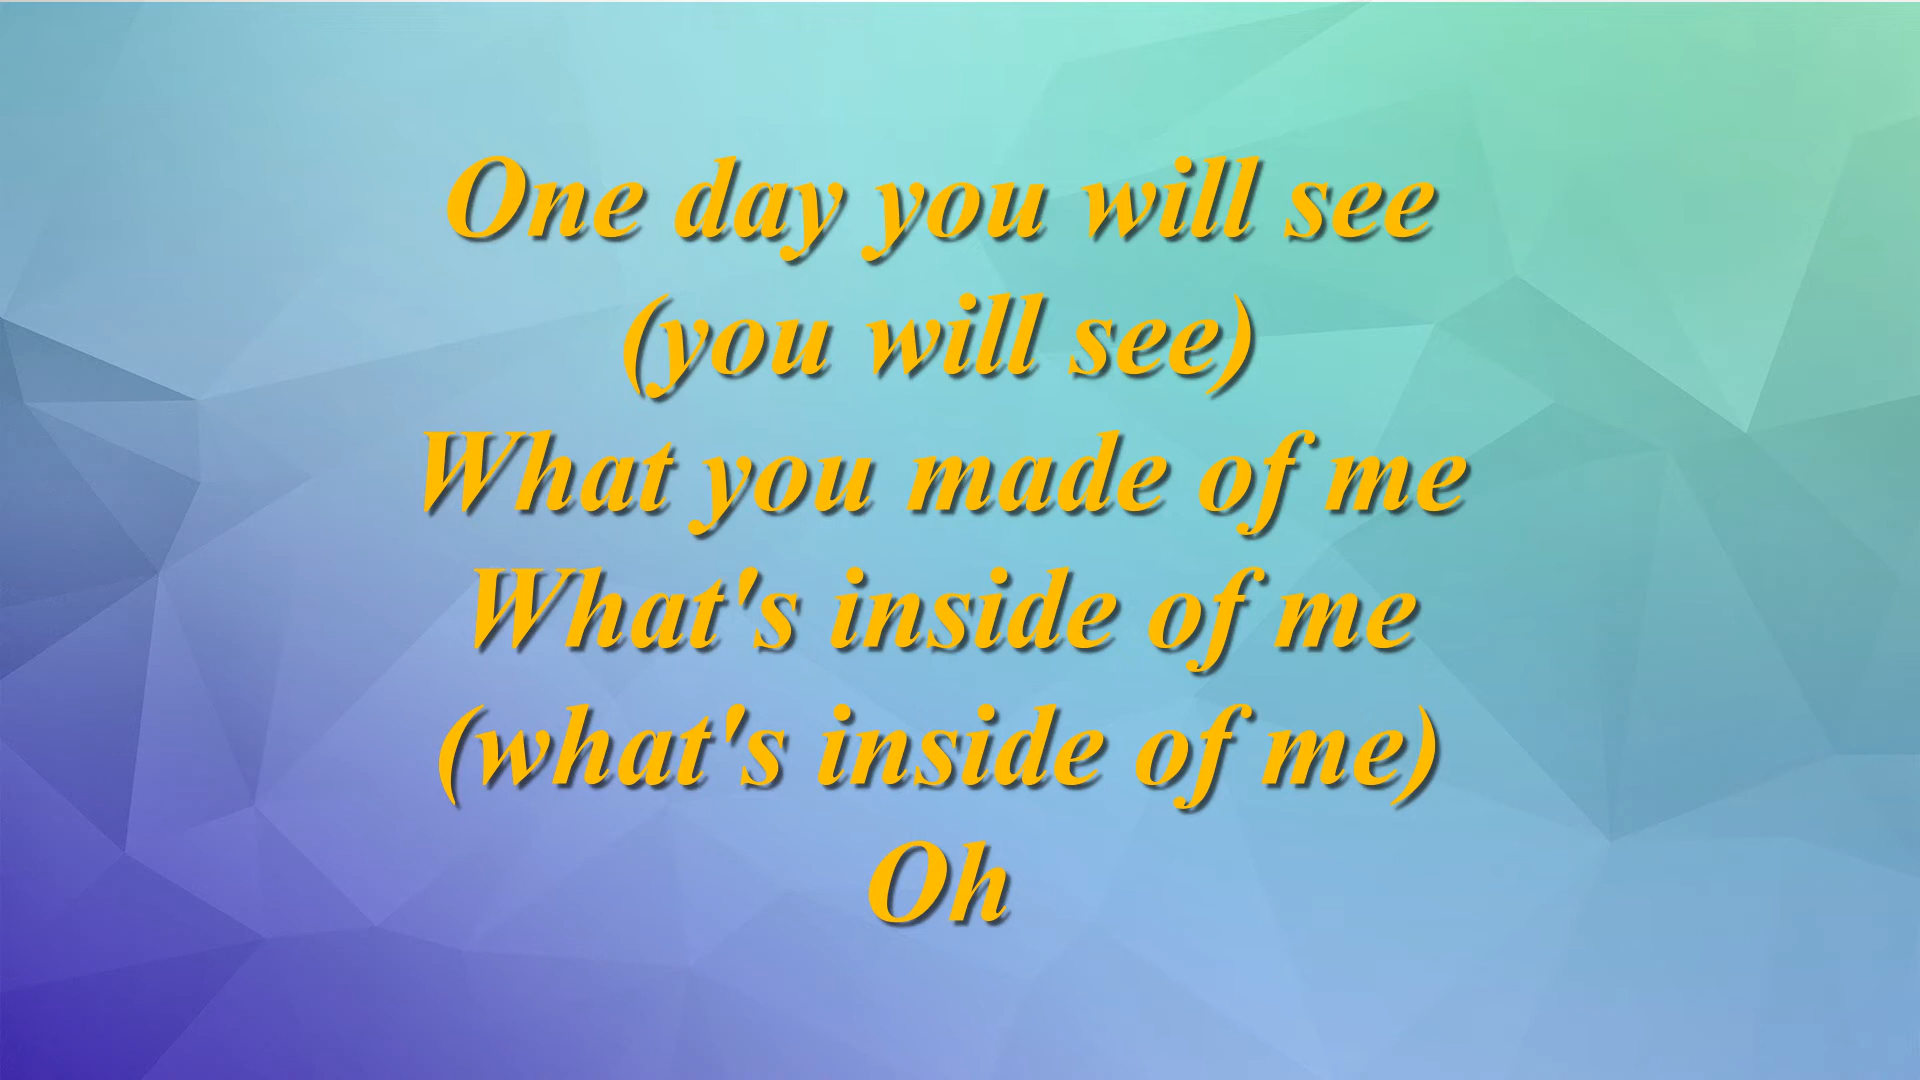 One day you will see
(you will see)
What you made of me
What's inside of me
(what's inside of me)
Oh